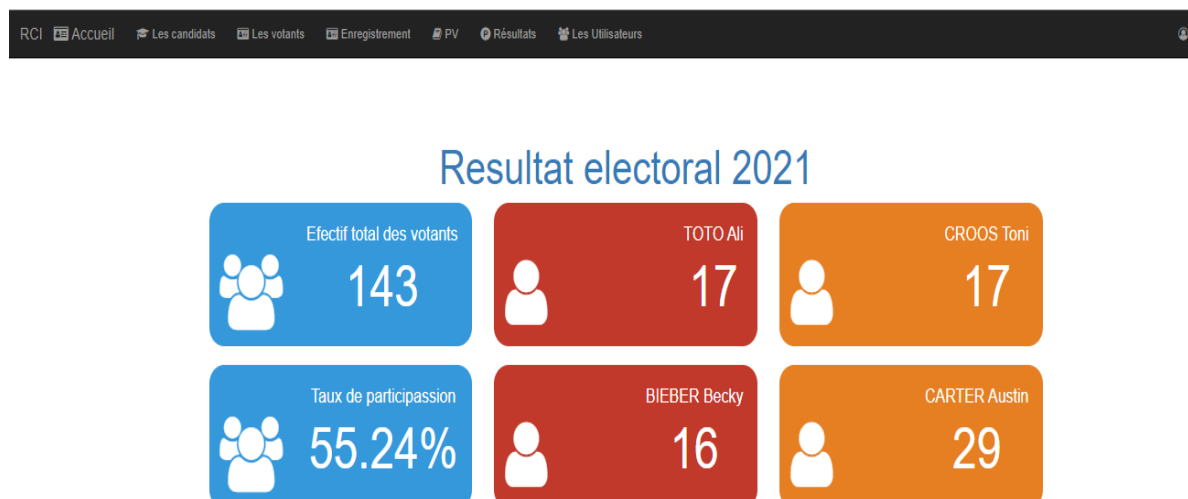 RCI Accueil Les candidats Les votants Enregistrement PV Résultats Les Utilisateurs
Resultat electoral 2021
Efectif total des votants
143
TOTO Ali
17
CROOS Toni
17
Taux de participassion
55.24%
BIEBER Becky
16
CARTER Austin
29